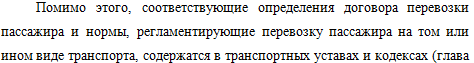 Помимо этого, соответствующие определения договора перевозки
пассажира и нормы, регламентирующие перевозку пассажира на том или
ином виде транспорта, содержатся в транспортных уставах и кодексах (глава